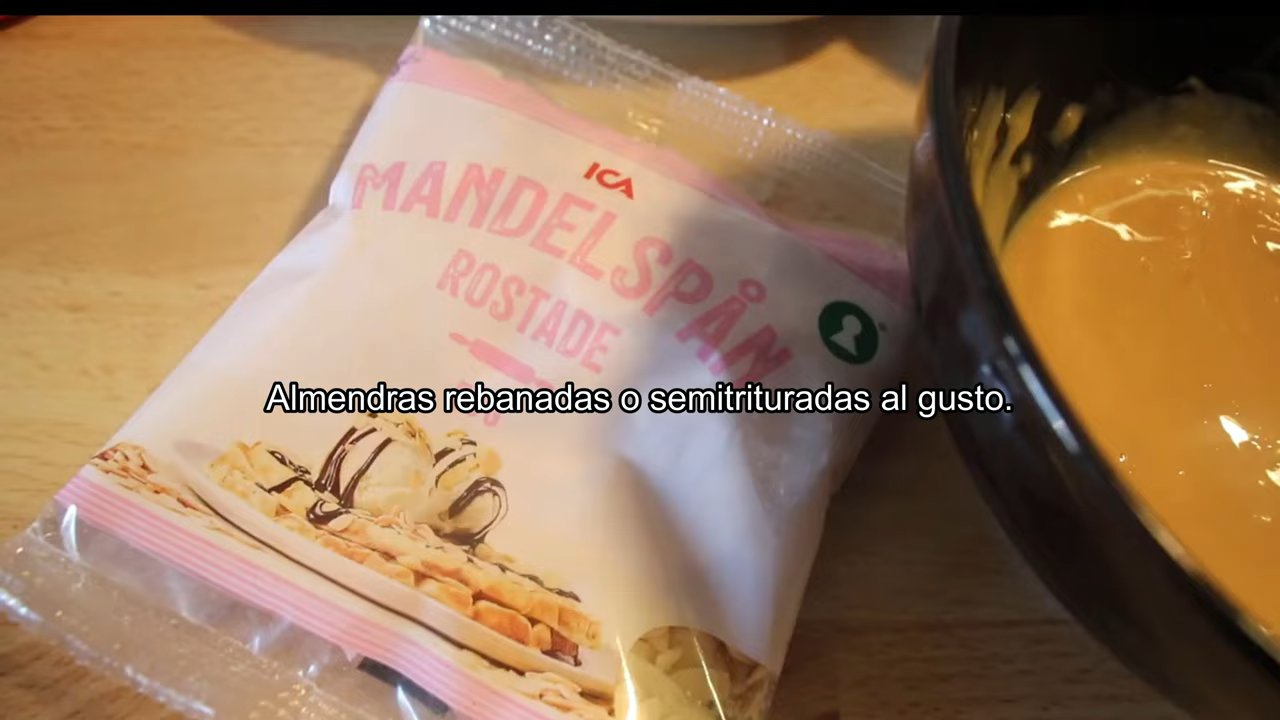 ICA
MANDELSPÅN
ROSTADE
Almendras rebanadas o semitrituradas al gusto.